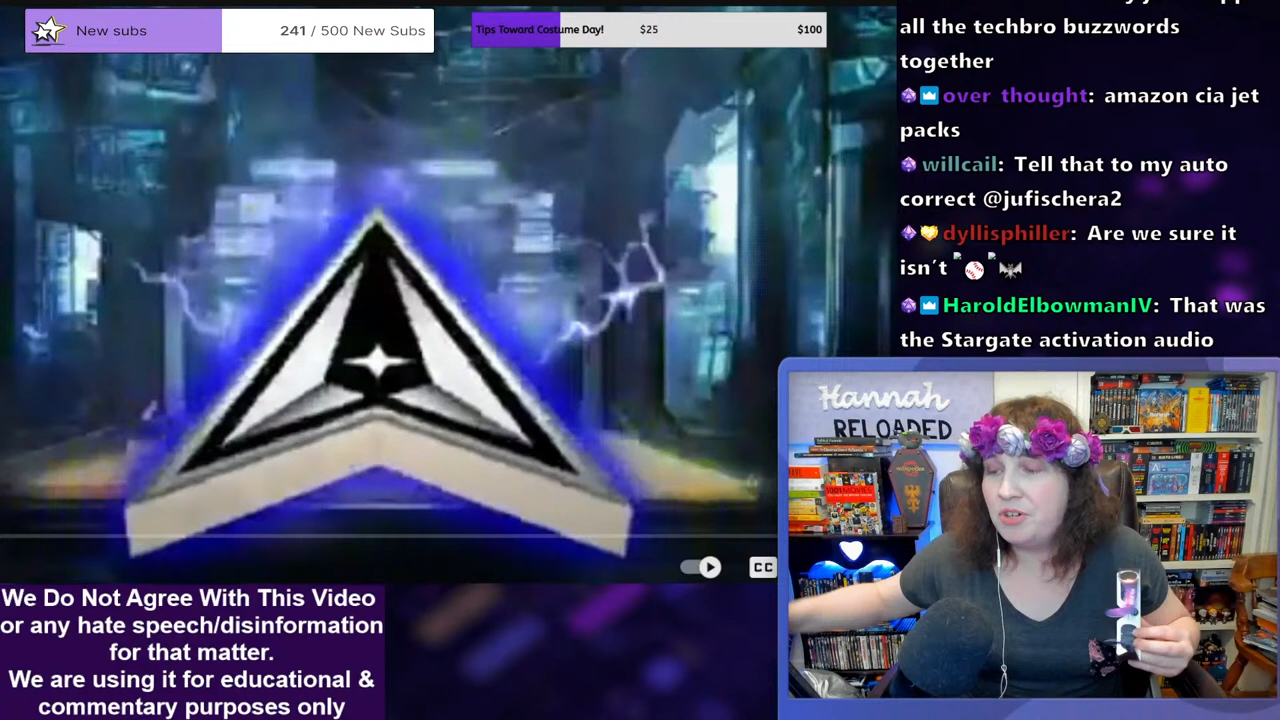 New subs
241 / 500 New Subs
Tips Toward Costume Day!
$25
$100
all the techbro buzzwords
together
over thought: amazon cia jet
packs
willcail: Tell that to my auto
correct @jufischera2
dyllisphiller: Are we sure it
isn't
HaroldElbowmanIV: That was
the Stargate activation audio
CC
We Do Not Agree With This Video
or any hate speech/disinformation
for that matter.
We are using it for educational &
commentary purposes only
Hannah
RELOADED